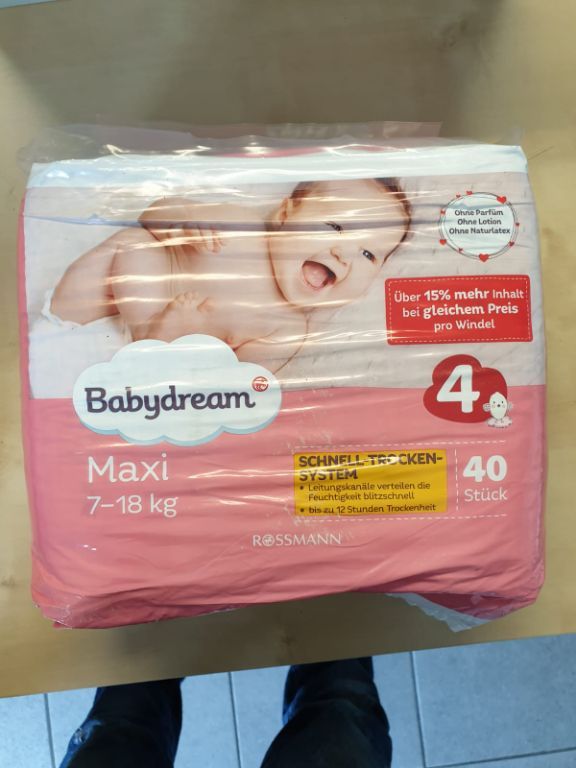 Ohne Parfüm
Ohne Lotion
Ohne Naturlatex
Über 15% mehr Inhalt
bei gleichem Preis
pro Windel
4
Babydream
Maxi
7–18 kg
SCHNELL-TROCKEN-
SYSTEM
• Leitungskanäle verteilen die
Feuchtigkeit blitzschnell
• bis zu 12 Stunden Trockenheit
40
Stück
ROSSMANN